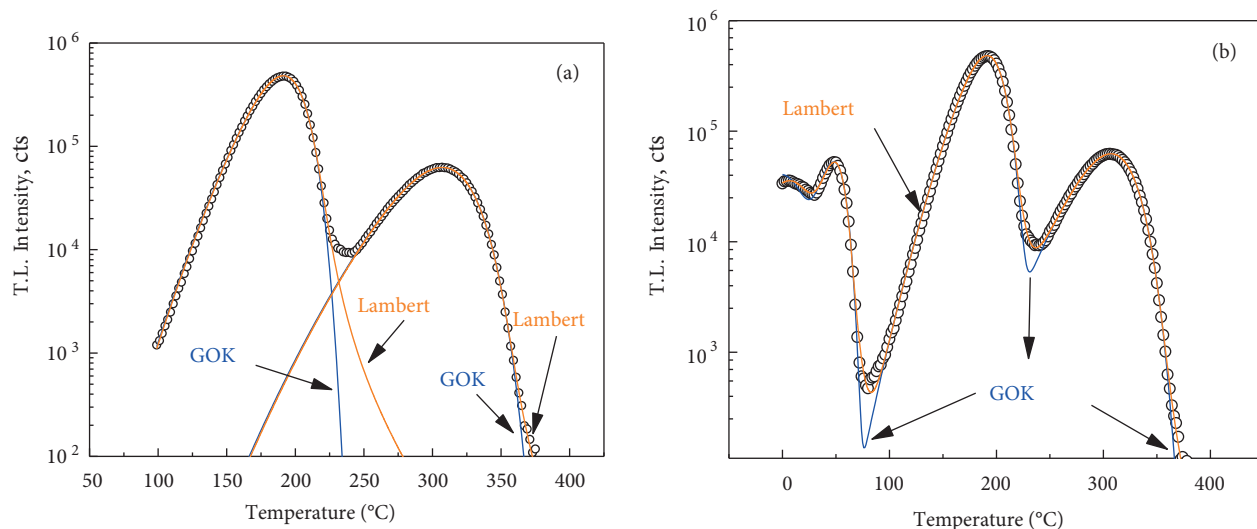 10^6
(a)
10^5
10^4
10^3
10^2
T.L. Intensity, cts
Lambert
Lambert
GOK
GOK
50 100 150 200 250 300 350 400
Temperature (°C)
10^6
(b)
Lambert
10^5
10^4
10^3
T.L. Intensity, cts
GOK
0 100 200 300 400
Temperature (°C)